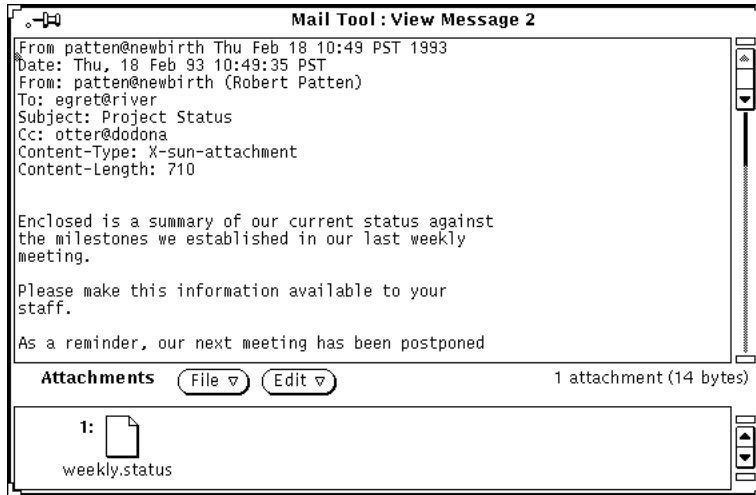 Mail Tool : View Message 2
From patten@newbirth Thu Feb 18 10:49 PST 1993
Date: Thu, 18 Feb 93 10:49:35 PST
From: patten@newbirth (Robert Patten)
To: egret@river
Subject: Project Status
Cc: otter@dodona
Content-Type: X-sun-attachment
Content-Length: 710
Enclosed is a summary of our current status against
the milestones we established in our last weekly
meeting.
Please make this information available to your
staff.
As a reminder, our next meeting has been postponed
Attachments File Edit 1 attachment (14 bytes)
1:
weekly.status